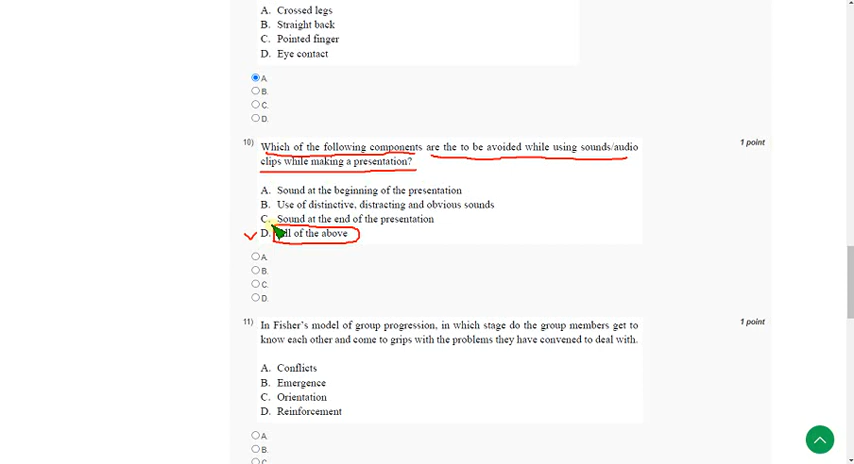 A. Crossed legs
B. Straight back
C. Pointed finger
D. Eye contact
A.
B.
C.
D.
10) Which of the following components are the to be avoided while using sounds/audio 1 point
clips while making a presentation?
A. Sound at the beginning of the presentation
B. Use of distinctive, distracting and obvious sounds
C. Sound at the end of the presentation
D. All of the above
A.
B.
C.
D.
11) In Fisher's model of group progression, in which stage do the group members get to 1 point
know each other and come to grips with the problems they have convened to deal with.
A. Conflicts
B. Emergence
C. Orientation
D. Reinforcement
A.
B.
C.